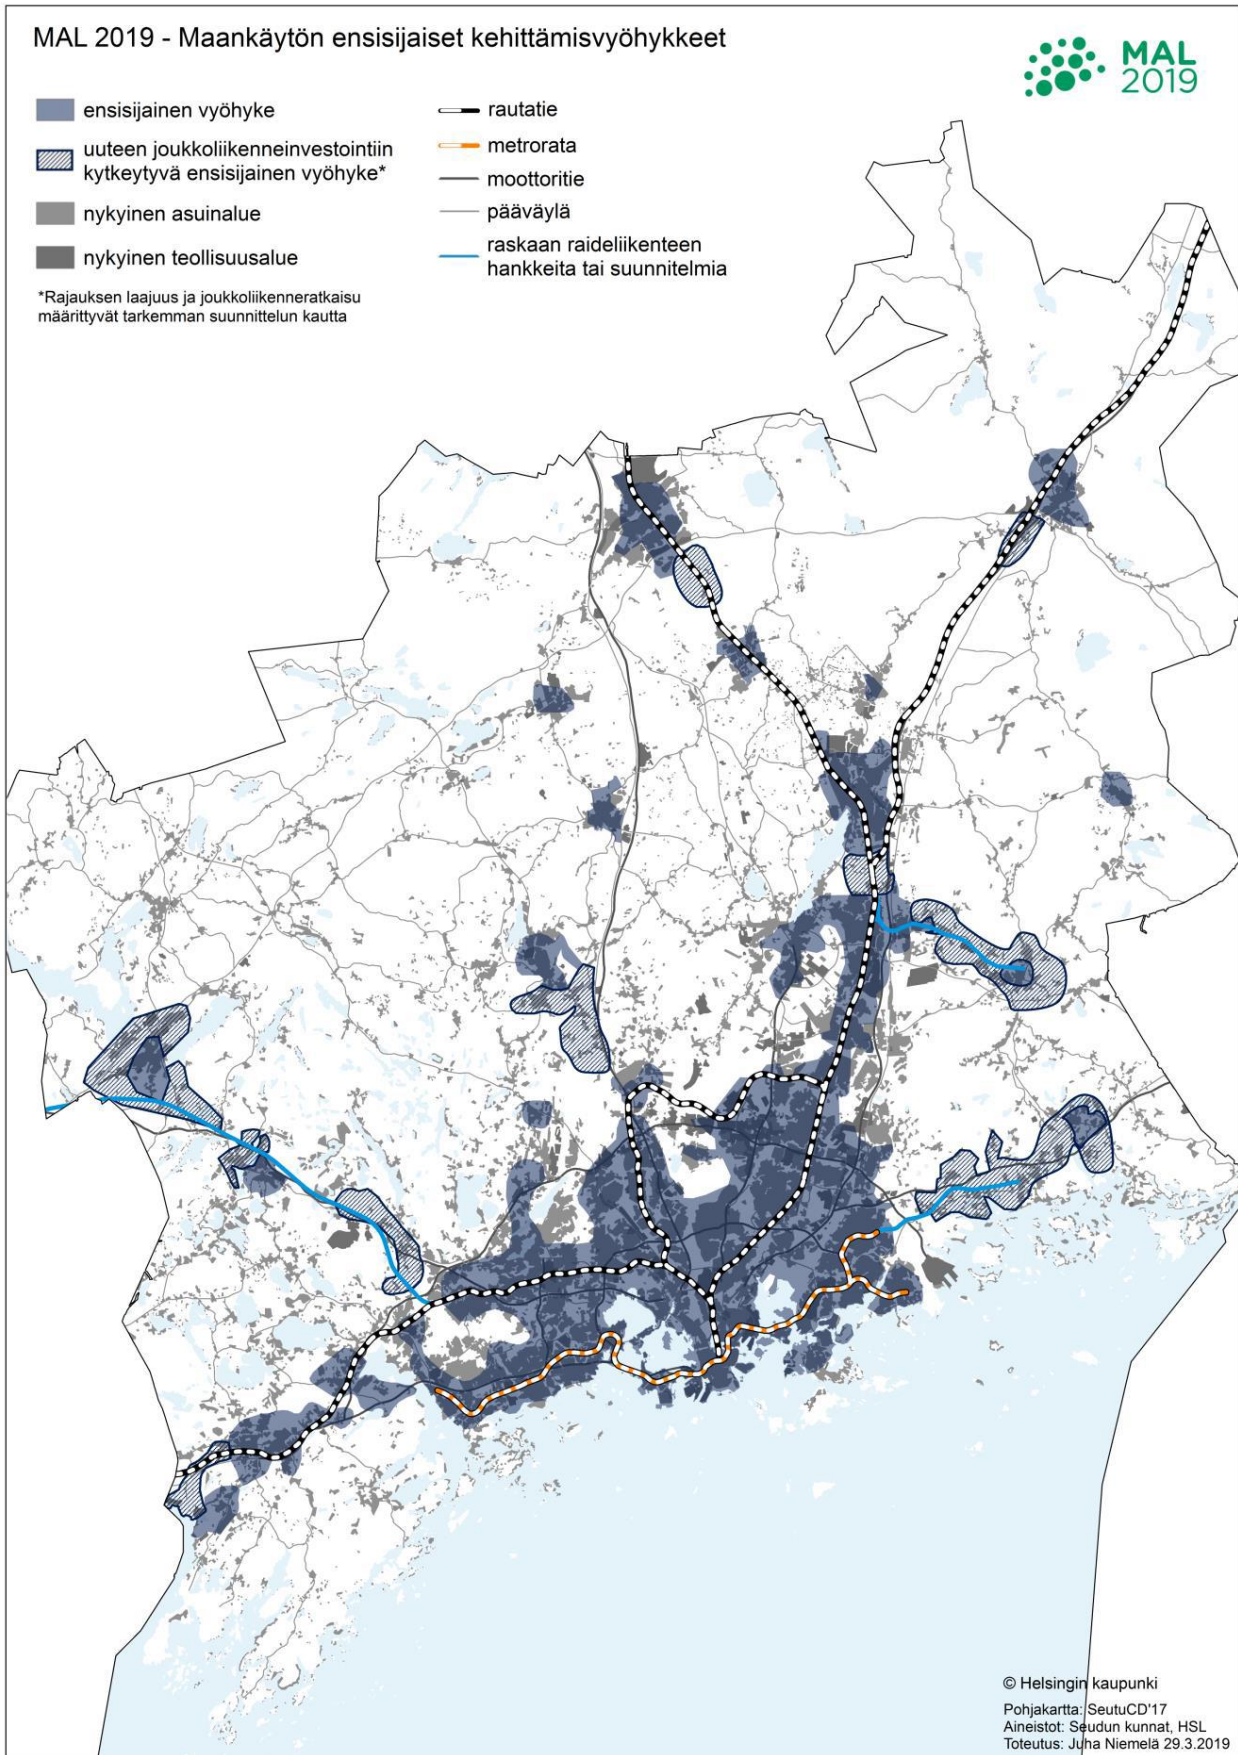 MAL 2019 - Maankäytön ensisijaiset kehittämisvyöhykkeet
MAL
2019
ensisijainen vyöhyke
uuteen joukkoliikenneinvestointiin
kytkeytyvä ensisijainen vyöhyke*
nykyinen asuinalue
nykyinen teollisuusalue
*Rajauksen laajuus ja joukkoliikenneratkaisu
määrittyvät tarkemman suunnittelun kautta
rautatie
metrorata
moottoritie
pääväylä
raskaan raideliikenteen
hankkeita tai suunnitelmia
© Helsingin kaupunki
Pohjakartta: SeutuCD'17
Aineistot: Seudun kunnat, HSL
Toteutus: Juha Niemelä 29.3.2019